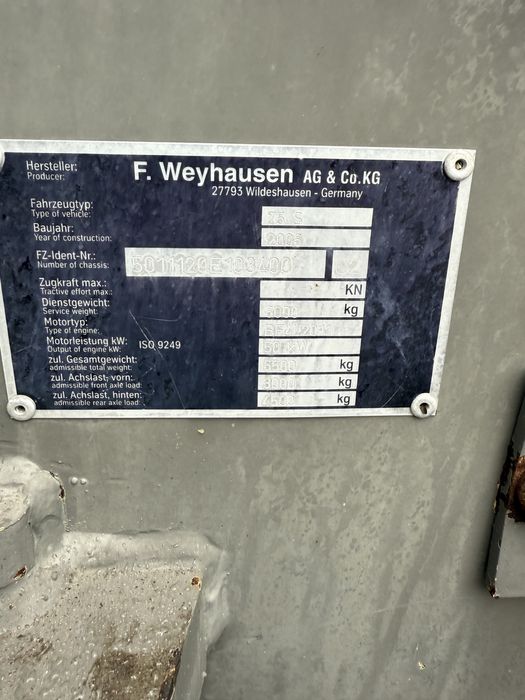 Hersteller:
Producer:
F. Weyhausen AG & Co.KG
27793 Wildeshausen - Germany
Fahrzeugtyp:
Type of vehicle:
75 S
Baujahr:
Year of construction:
FZ-Ident-Nr.:
Number of chassis:
Zugkraft max.:
Tractive effort max.:
KN
Dienstgewicht:
Service weight:
kg
Motortyp:
Type of engine:
Motorleistung kW:
Output of engine kW:
ISO 9249
zul. Gesamtgewicht:
admissible total weight:
kg
zul. Achslast, vorn:
admissible front axle load:
kg
zul. Achslast, hinten:
admissible rear axle load:
kg